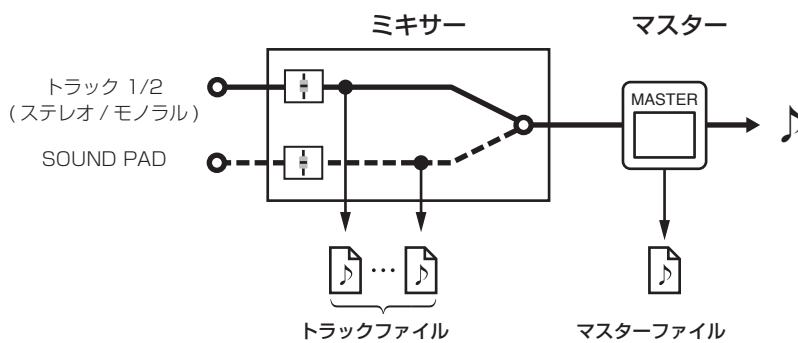 ミキサー
マスター
トラック 1/2
( ステレオ / モノラル )
SOUND PAD
MASTER
…
トラックファイル
マスターファイル